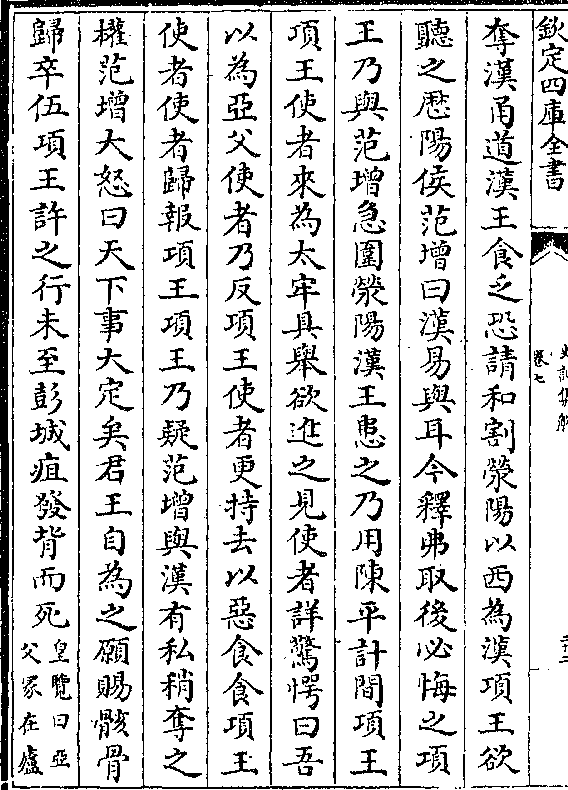 欽定四庫全書
史記集解
卷七
奪漢甬道漢王食乏恐請和割滎陽以西為漢項王欲
聽之厯陽侯范增曰漢易與耳今釋弗取後必悔之項
王乃與范增急圍滎陽漢王患之乃用陳平計間項王
項王使者來為太牢具舉欲進之見使者詳驚愕曰吾
以為亞父使者乃反項王使者更持去以惡食食項王
使者使者歸報項王項王乃疑范增與漢有私稍奪之
權范增大怒曰天下事大定矣君王自為之願賜骸骨
歸卒伍項王許之行未至彭城疽發背而死
皇覽曰亞
父冢在廬